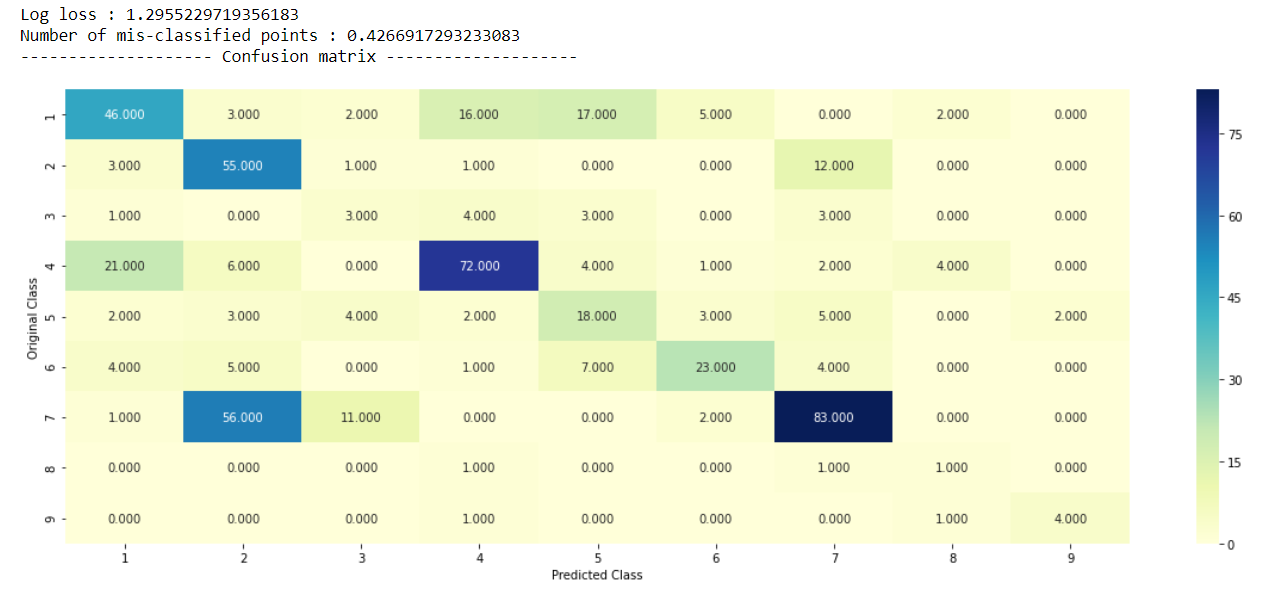 Log loss : 1.2955229719356183
Number of mis-classified points : 0.4266917293233083
-------------------- Confusion matrix --------------------
1 46.000 3.000 2.000 16.000 17.000 5.000 0.000 2.000 0.000
2 3.000 55.000 1.000 1.000 0.000 0.000 12.000 0.000 0.000
3 1.000 0.000 3.000 4.000 3.000 0.000 3.000 0.000 0.000
4 21.000 6.000 0.000 72.000 4.000 1.000 2.000 4.000 0.000
5 2.000 3.000 4.000 2.000 18.000 3.000 5.000 0.000 2.000
6 4.000 5.000 0.000 1.000 7.000 23.000 4.000 0.000 0.000
7 1.000 56.000 11.000 0.000 0.000 2.000 83.000 0.000 0.000
8 0.000 0.000 0.000 1.000 0.000 0.000 1.000 1.000 0.000
9 0.000 0.000 0.000 1.000 0.000 0.000 0.000 1.000 4.000
Original Class
1 2 3 4 5 6 7 8 9
Predicted Class
75
60
45
30
15
0